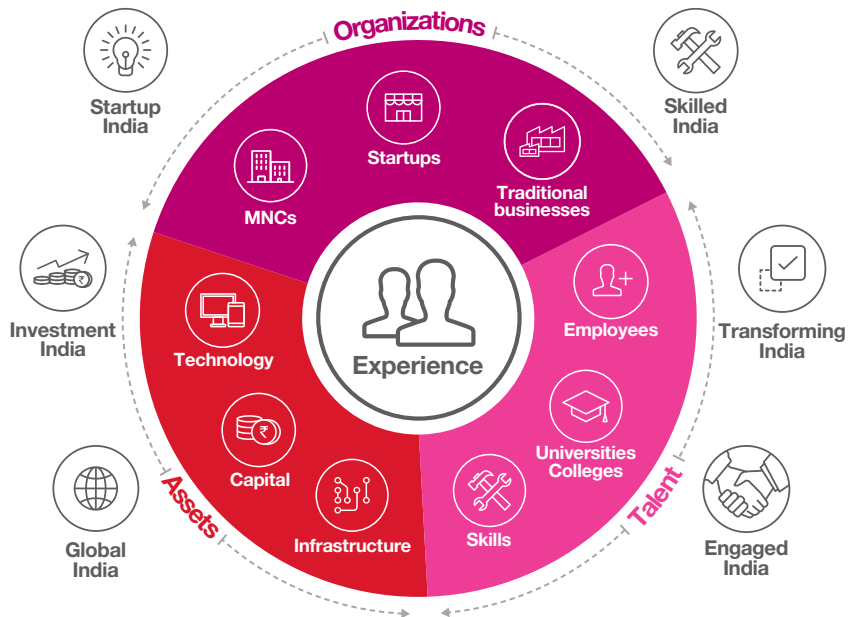 Organizations
Startup
India
Skilled
India
Startups
MNCs
Traditional
businesses
Investment
India
Technology
Experience
Employees
Transforming
India
Capital
Universities
Colleges
Assets
Infrastructure
Skills
Talent
Global
India
Engaged
India
₹
₹